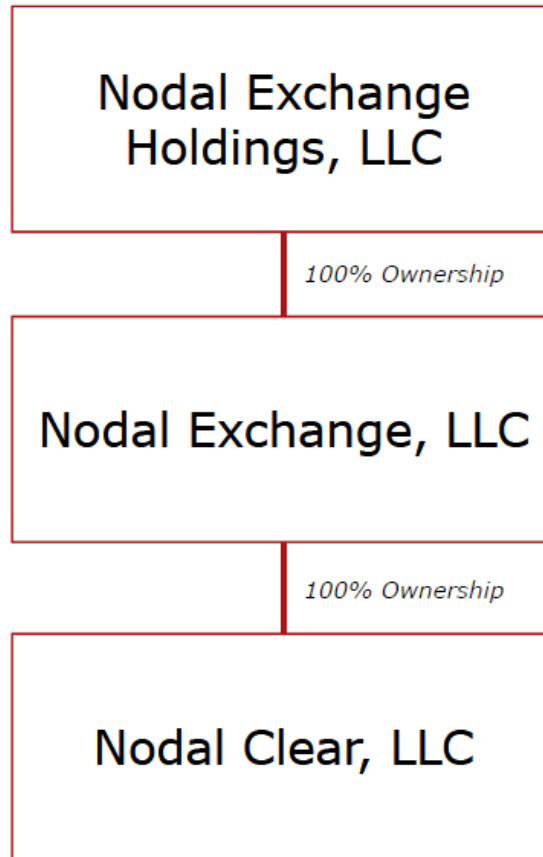 Nodal Exchange
Holdings, LLC
100% Ownership
Nodal Exchange, LLC
100% Ownership
Nodal Clear, LLC